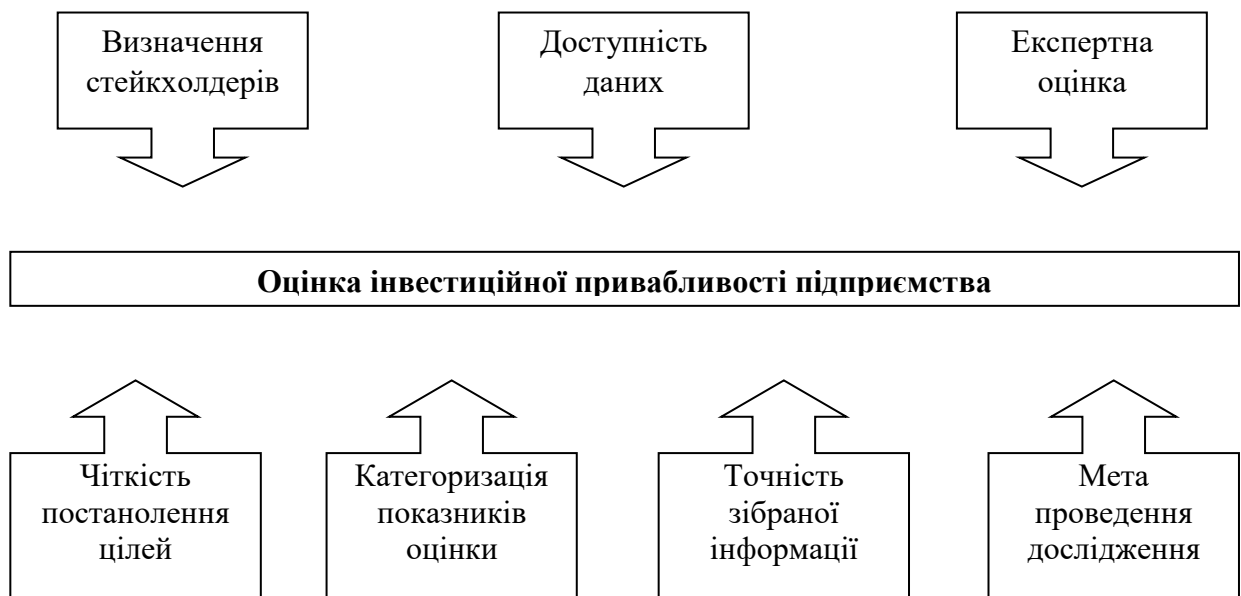 Визначення
стейкхолдерів
Доступність
даних
Експертна
оцінка
Оцінка інвестиційної привабливості підприємства
Чіткість
постанолення
цілей
Категоризація
показників
оцінки
Точність
зібраної
інформації
Мета
проведення
дослідження